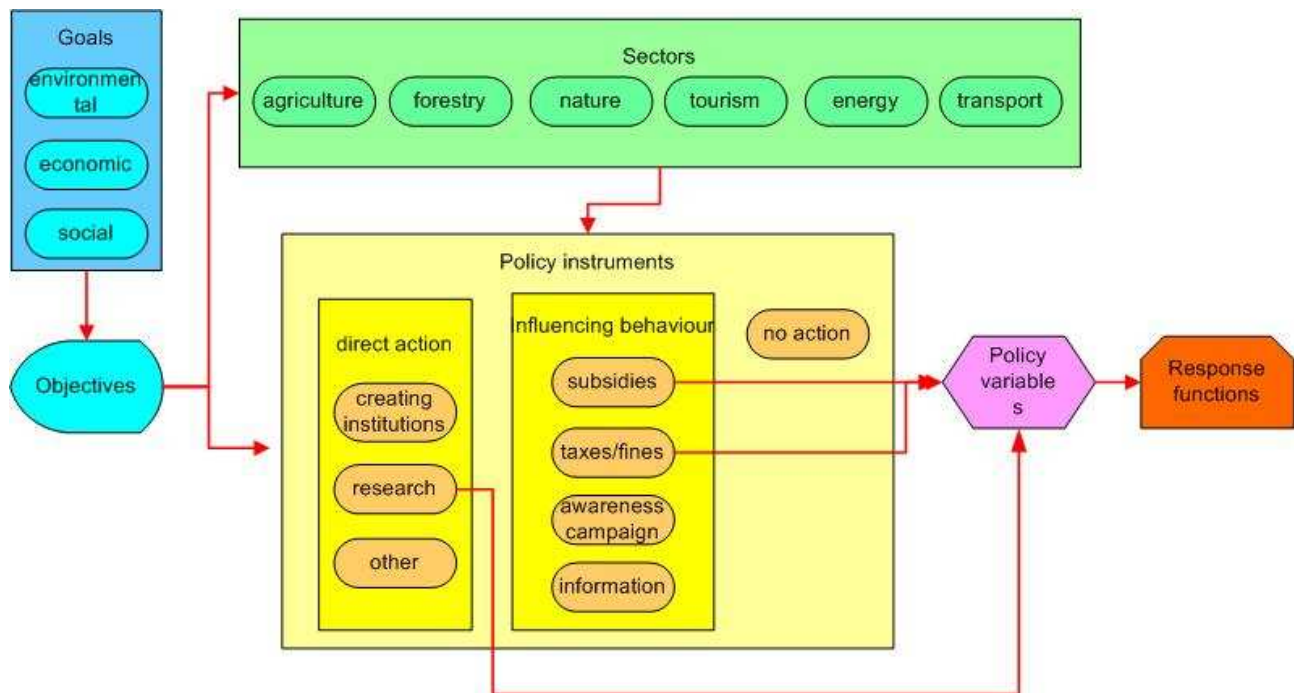 Goals
environmen
tal
economic
social
Objectives
Sectors
agriculture
forestry
nature
tourism
energy
transport
Policy instruments
direct action
creating
institutions
research
other
Influencing behaviour
subsidies
taxes/fines
awareness
campaign
information
no action
Policy
variable
s
Response
functions